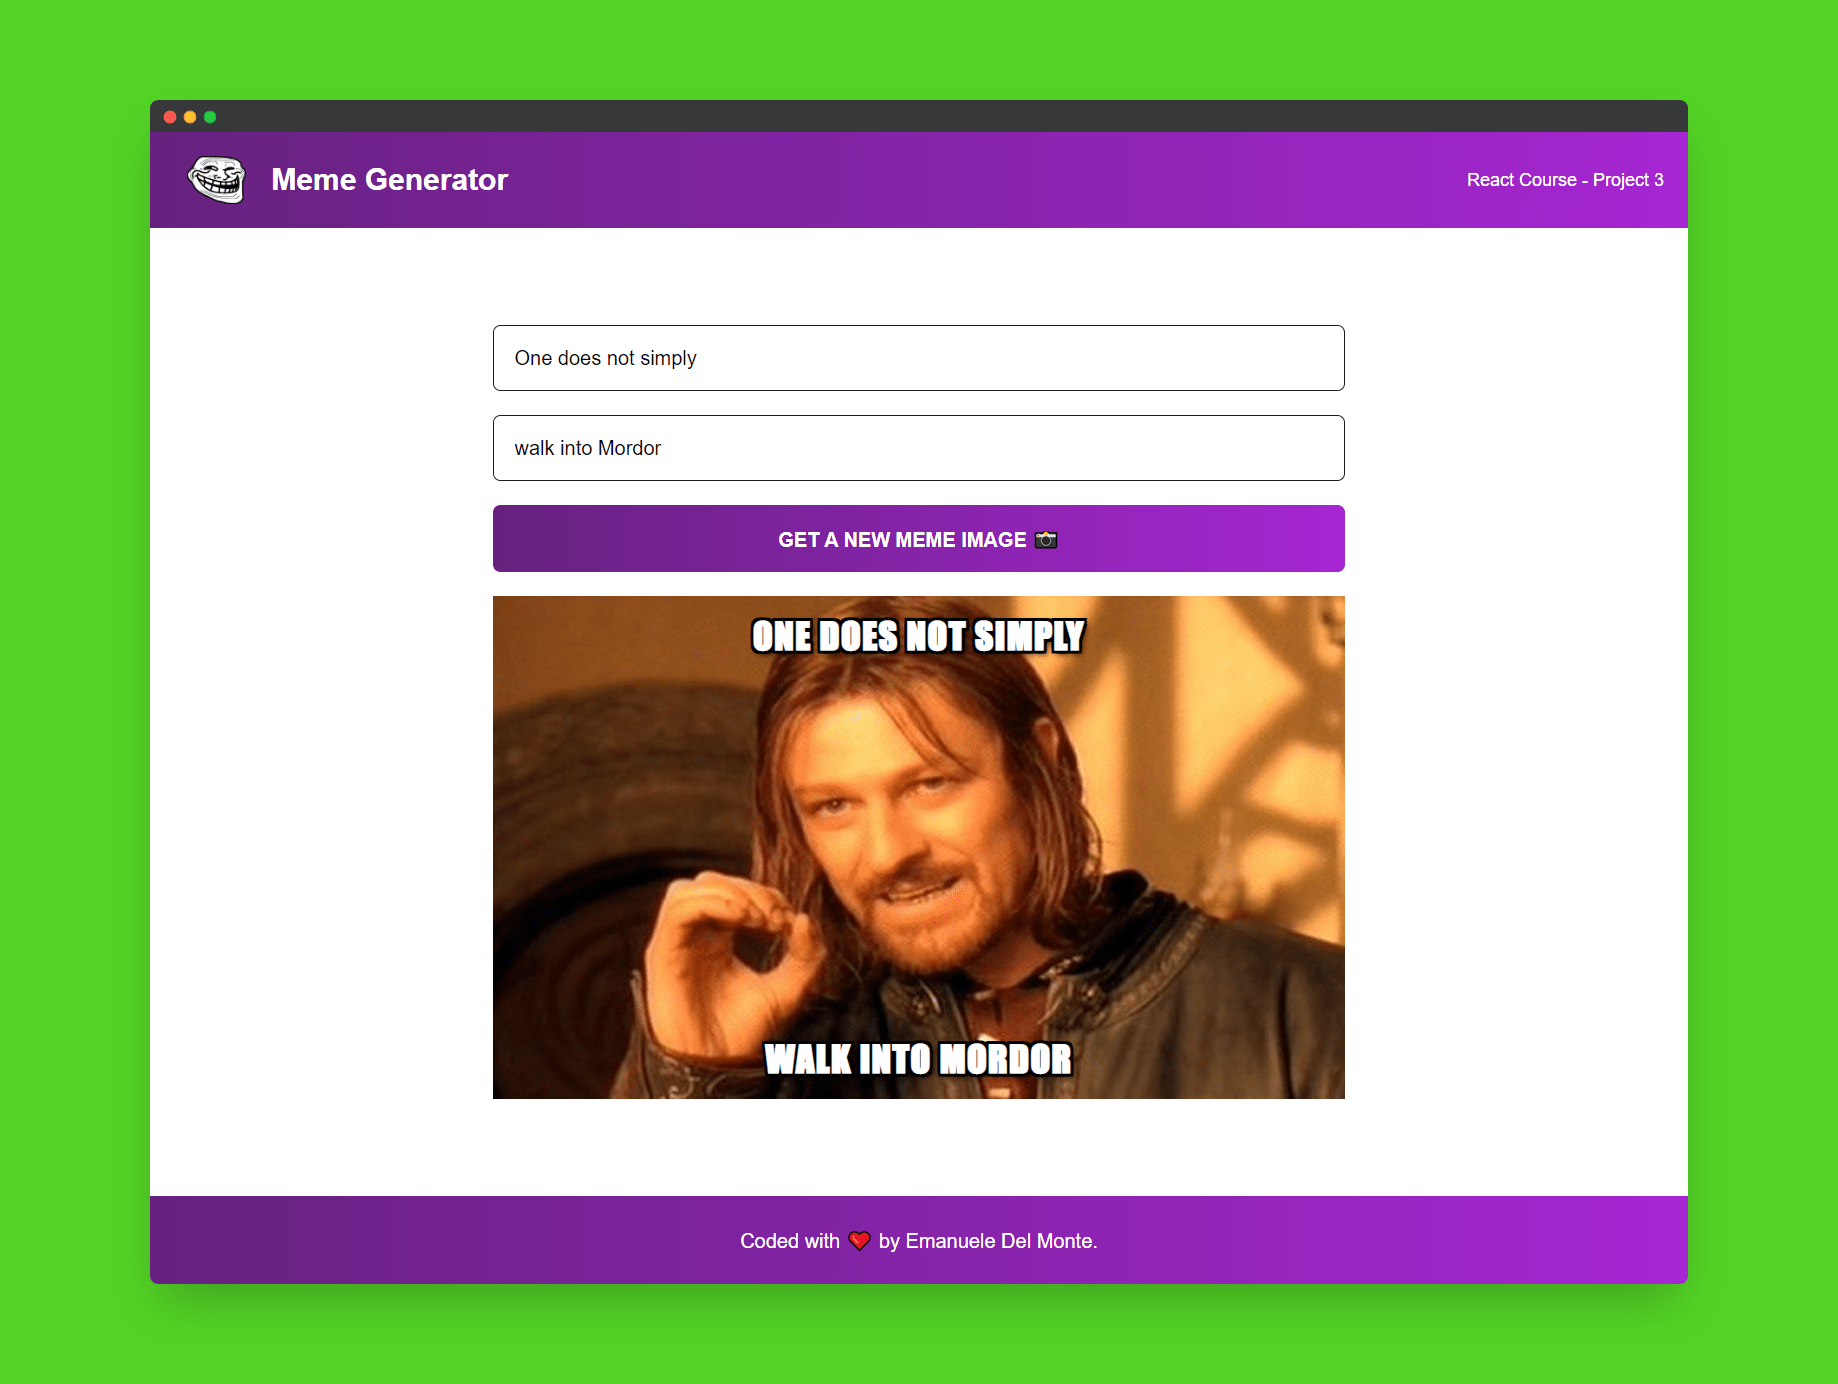 Meme Generator
React Course - Project 3
One does not simply
walk into Mordor
GET A NEW MEME IMAGE 📸
ONE DOES NOT SIMPLY
WALK INTO MORDOR
Coded with ❤️ by Emanuele Del Monte.